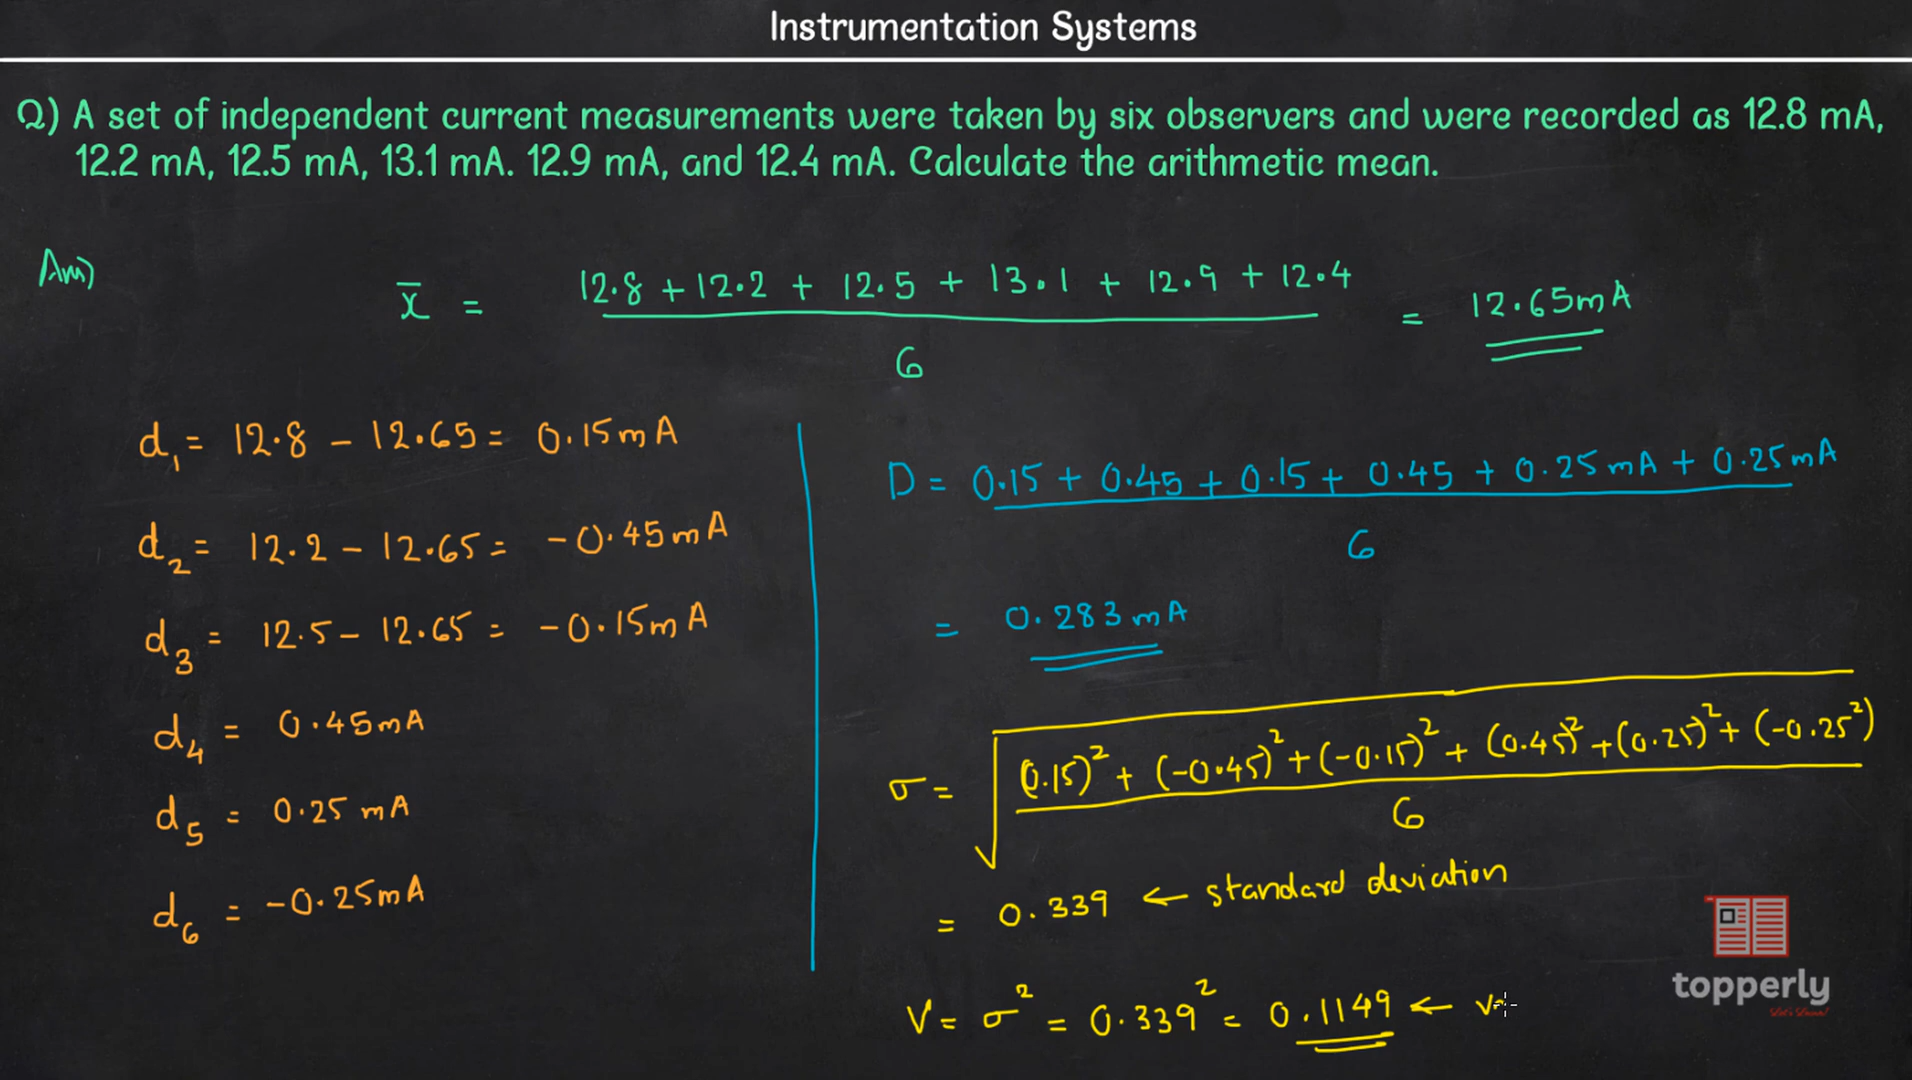 Instrumentation Systems
Q) A set of independent current measurements were taken by six observers and were recorded as 12.8 mA,
12.2 mA, 12.5 mA, 13.1 mA. 12.9 mA, and 12.4 mA. Calculate the arithmetic mean.
Ans)
x̄ = (12.8 + 12.2 + 12.5 + 13.1 + 12.9 + 12.4) / 6 = 12.65mA
d₁ = 12.8 - 12.65 = 0.15mA
d₂ = 12.2 - 12.65 = -0.45mA
d₃ = 12.5 - 12.65 = -0.15mA
d₄ = 0.45mA
d₅ = 0.25 mA
d₆ = -0.25mA
D = (0.15 + 0.45 + 0.15 + 0.45 + 0.25mA + 0.25mA) / 6
= 0.283mA
σ = √(((0.15)² + (-0.45)² + (-0.15)² + (0.45)² + (0.25)² + (-0.25²)) / 6)
= 0.339 ← standard deviation
V = σ² = 0.339² = 0.1149 ←
topperly
Let's Learn!